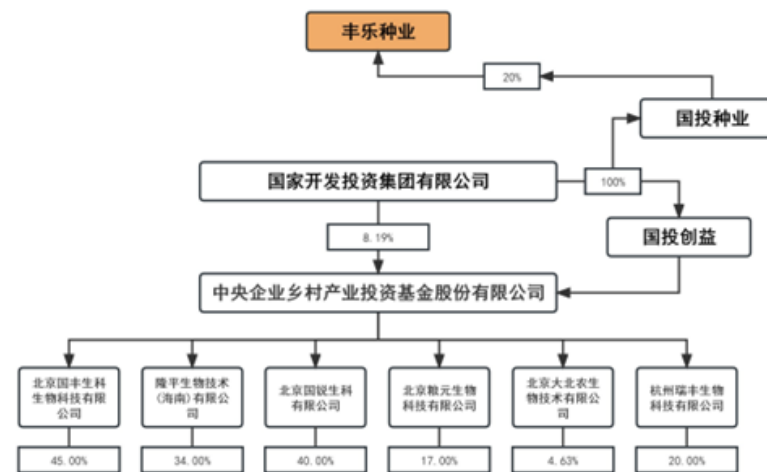 丰乐种业
20%
国投种业
国家开发投资集团有限公司
100%
国投创益
8.19%
中央企业乡村产业投资基金股份有限公司
北京国丰生科
生物科技有限
公司
隆平生物技术
(海南)有限公
司
北京国锐生科
有限公司
北京粮元生物
科技有限公司
北京大北农生
物技术有限公
司
杭州瑞丰生物
科技有限公司
45.00%
34.00%
40.00%
17.00%
4.63%
20.00%